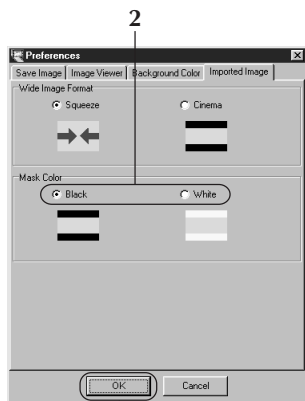 2
Preferences
Save Image Image Viewer Background Color Imported Image
Wide Image Format
Squeeze Cinema
Mask Color
Black White
OK Cancel